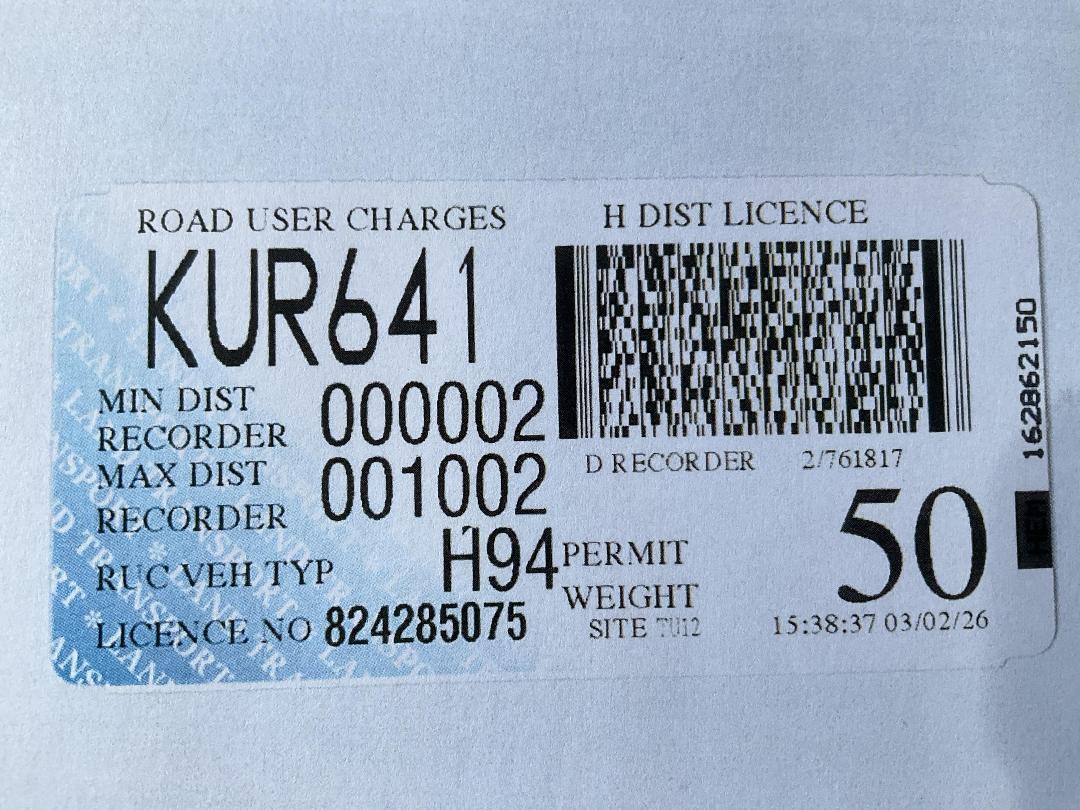 ROAD USER CHARGES
H DIST LICENCE
KUR641
MIN DIST
RECORDER 000002
MAX DIST
RECORDER 001002
RUC VEH TYP H94
LICENCE NO 824285075
D RECORDER 2/761817
PERMIT
WEIGHT 50
SITE TU12 15:38:37 03/02/26
162862150